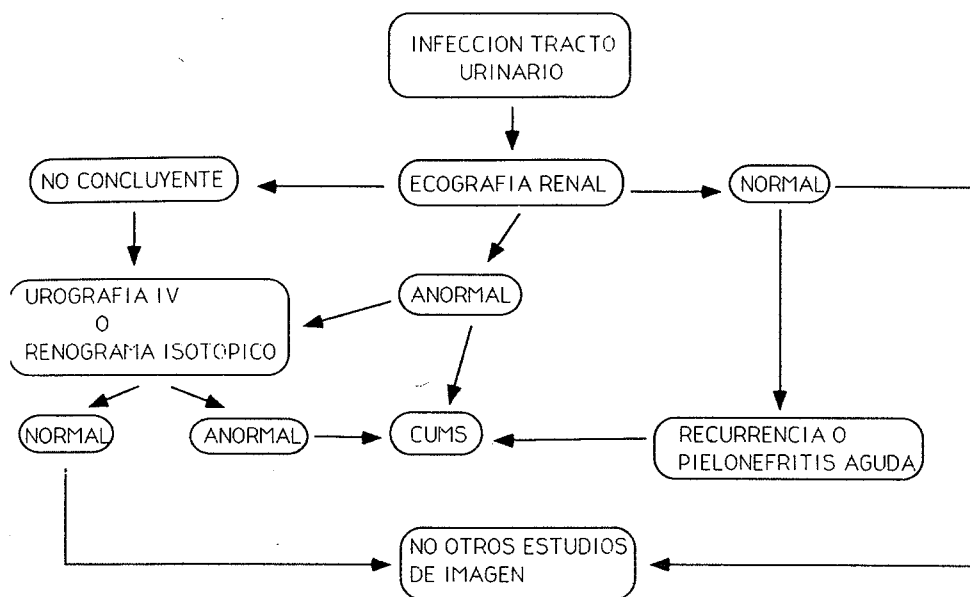 INFECCION TRACTO
URINARIO
NO CONCLUYENTE
ECOGRAFIA RENAL
NORMAL
UROGRAFIA IV
O
RENOGRAMA ISOTOPICO
ANORMAL
NORMAL
ANORMAL
CUMS
RECURRENCIA O
PIELONEFRITIS AGUDA
NO OTROS ESTUDIOS
DE IMAGEN